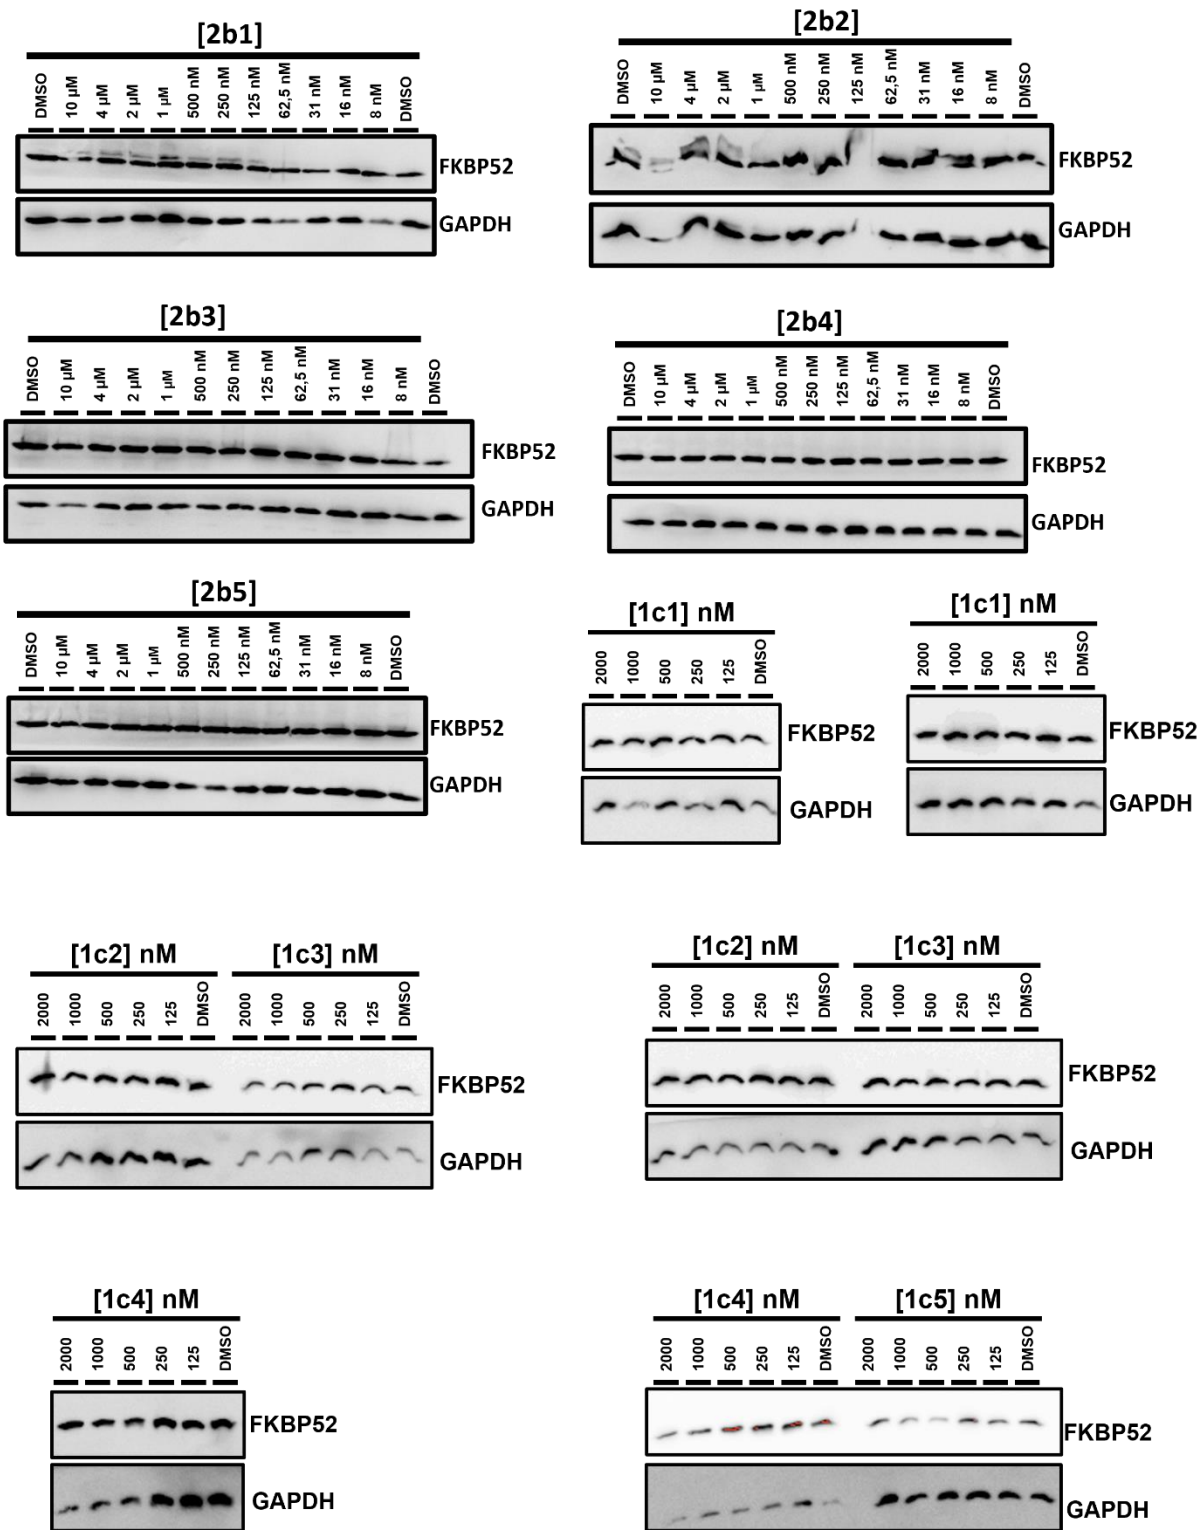 [2b1]
DMSO 10 µM 4 µM 2 µM 1 µM 500 nM 250 nM 125 nM 62,5 nM 31 nM 16 nM 8 nM DMSO
FKBP52
GAPDH
[2b2]
DMSO 10 µM 4 µM 2 µM 1 µM 500 nM 250 nM 125 nM 62,5 nM 31 nM 16 nM 8 nM DMSO
FKBP52
GAPDH
[2b3]
DMSO 10 µM 4 µM 2 µM 1 µM 500 nM 250 nM 125 nM 62,5 nM 31 nM 16 nM 8 nM DMSO
FKBP52
GAPDH
[2b4]
DMSO 10 µM 4 µM 2 µM 1 µM 500 nM 250 nM 125 nM 62,5 nM 31 nM 16 nM 8 nM DMSO
FKBP52
GAPDH
[2b5]
DMSO 10 µM 4 µM 2 µM 1 µM 500 nM 250 nM 125 nM 62,5 nM 31 nM 16 nM 8 nM DMSO
FKBP52
GAPDH
[1c1] nM
2000 1000 500 250 125 DMSO
FKBP52
GAPDH
[1c1] nM
2000 1000 500 250 125 DMSO
FKBP52
GAPDH
[1c2] nM [1c3] nM
2000 1000 500 250 125 DMSO 2000 1000 500 250 125 DMSO
FKBP52
GAPDH
[1c2] nM [1c3] nM
2000 1000 500 250 125 DMSO 2000 1000 500 250 125 DMSO
FKBP52
GAPDH
[1c4] nM
2000 1000 500 250 125 DMSO
FKBP52
GAPDH
[1c4] nM [1c5] nM
2000 1000 500 250 125 DMSO 2000 1000 500 250 125 DMSO
FKBP52
GAPDH